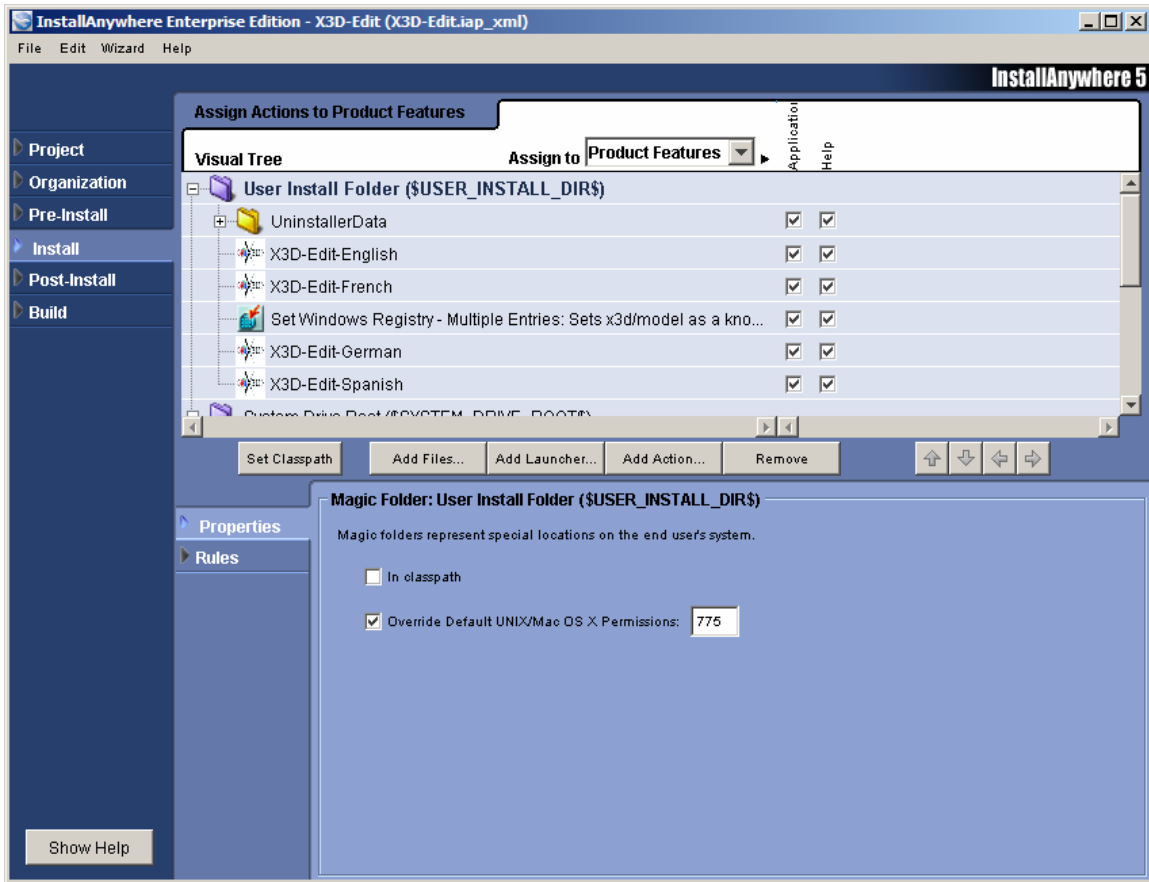 InstallAnywhere Enterprise Edition - X3D-Edit (X3D-Edit.iap_xml)
File Edit Wizard Help
InstallAnywhere 5
Assign Actions to Product Features
Visual Tree
Assign to Product Features
Application
Help
Project
Organization
Pre-Install
Install
Post-Install
Build
User Install Folder ($USER_INSTALL_DIR$)
UninstallerData
X3D-Edit-English
X3D-Edit-French
Set Windows Registry - Multiple Entries: Sets x3d/model as a kno...
X3D-Edit-German
X3D-Edit-Spanish
System Drive Root ($SYSTEM_DRIVE_ROOT$)
Set Classpath
Add Files...
Add Launcher...
Add Action...
Remove
Properties
Rules
Magic Folder: User Install Folder ($USER_INSTALL_DIR$)
Magic folders represent special locations on the end user's system.
In classpath
Override Default UNIX/Mac OS X Permissions: 775
Show Help